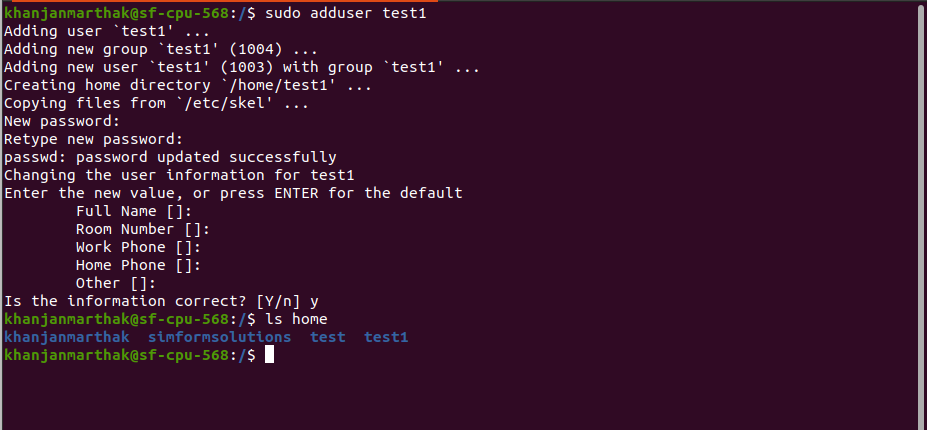 khanjanmarthak@sf-cpu-568:/$ sudo adduser test1
Adding user `test1' ...
Adding new group `test1' (1004) ...
Adding new user `test1' (1003) with group `test1' ...
Creating home directory `/home/test1' ...
Copying files from `/etc/skel' ...
New password:
Retype new password:
passwd: password updated successfully
Changing the user information for test1
Enter the new value, or press ENTER for the default
        Full Name []:
        Room Number []:
        Work Phone []:
        Home Phone []:
        Other []:
Is the information correct? [Y/n] y
khanjanmarthak@sf-cpu-568:/$ ls home
khanjanmarthak  simformsolutions  test  test1
khanjanmarthak@sf-cpu-568:/$